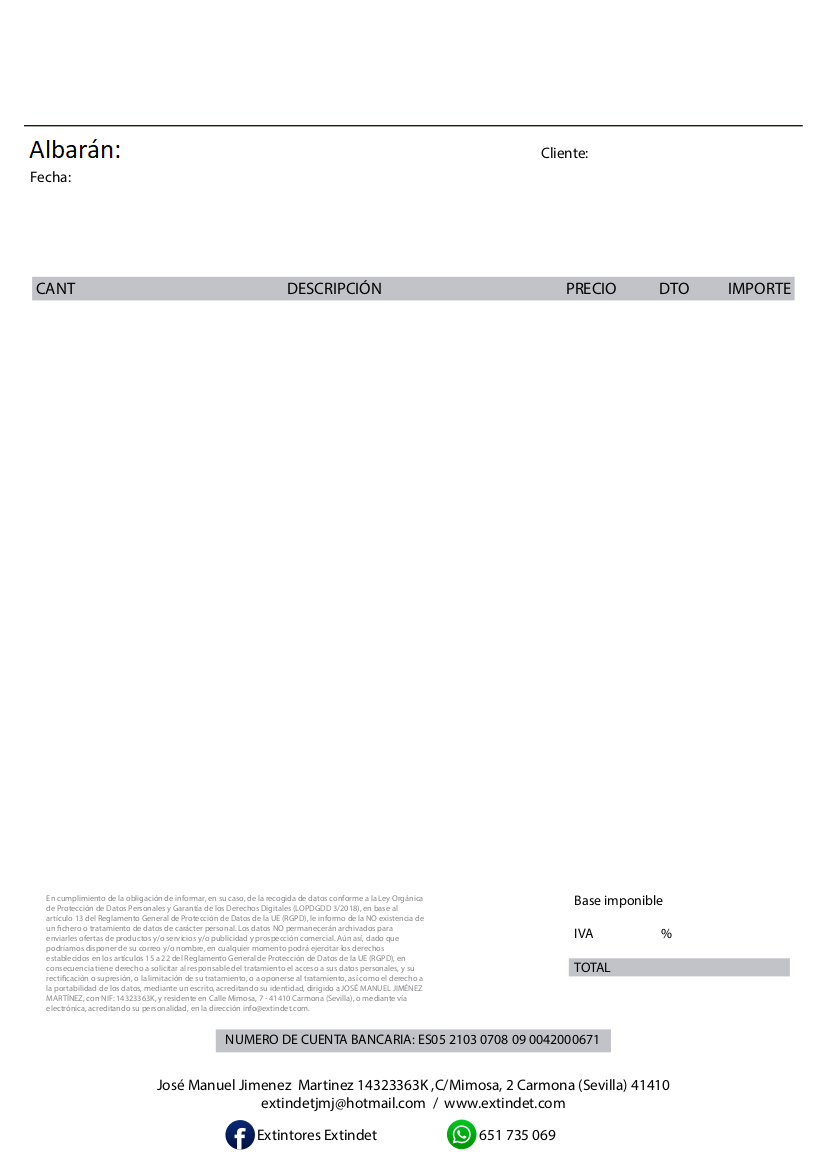 Albarán:
Cliente:
Fecha:
CANT DESCRIPCIÓN PRECIO DTO IMPORTE
En cumplimiento de la obligación de informar, en su caso, de la recogida de datos conforme a la Ley Orgánica
de Protección de Datos Personales y Garantía de los Derechos Digitales (LOPDGDD 3/2018), en base al
artículo 13 del Reglamento General de Protección de Datos de la UE (RGPD), le informo de la NO existencia de
un fichero o tratamiento de datos de carácter personal. Los datos NO permanecerán archivados para
enviarles ofertas de productos y/o servicios y/o publicidad y prospección comercial. Aún así, dado que
podríamos disponer de su correo y/o nombre, en cualquier momento podrá ejercitar los derechos
establecidos en los artículos 15 a 22 del Reglamento General de Protección de Datos de la UE (RGPD), en
consecuencia tiene derecho a solicitar al responsable del tratamiento el acceso a sus datos personales, y su
rectificación o supresión, o la limitación de su tratamiento, o a oponerse al tratamiento, así como el derecho a
la portabilidad de los datos, mediante un escrito, acreditando su identidad, dirigido a JOSÉ MANUEL JIMÉNEZ
MARTÍNEZ, con NIF: 14323363K, y residente en Calle Mimosa, 7 - 41410 Carmona (Sevilla), o mediante vía
electrónica, acreditando su personalidad, en la dirección info@extindet.com.
Base imponible
IVA %
TOTAL
NUMERO DE CUENTA BANCARIA: ES05 2103 0708 09 0042000671
José Manuel Jimenez Martinez 14323363K ,C/Mimosa, 2 Carmona (Sevilla) 41410
extindetjmj@hotmail.com / www.extindet.com
Extintores Extindet 651 735 069